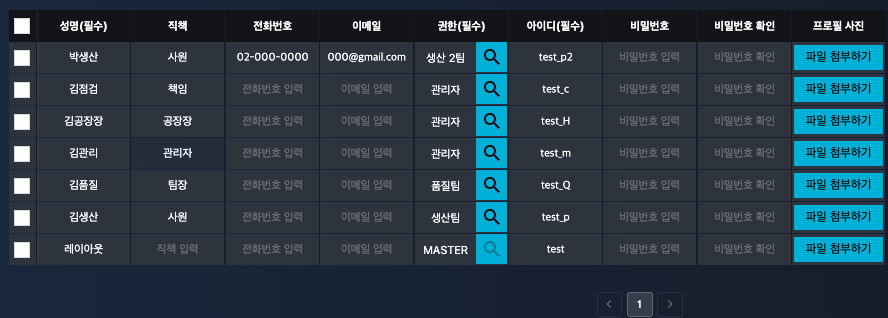 성명(필수) 직책 전화번호 이메일 권한(필수) 아이디(필수) 비밀번호 비밀번호 확인 프로필 사진
박생산 사원 02-000-0000 000@gmail.com 생산 2팀 test_p2 비밀번호 입력 비밀번호 확인 파일 첨부하기
김점검 책임 전화번호 입력 이메일 입력 관리자 test_c 비밀번호 입력 비밀번호 확인 파일 첨부하기
김공장장 공장장 전화번호 입력 이메일 입력 관리자 test_H 비밀번호 입력 비밀번호 확인 파일 첨부하기
김관리 관리자 전화번호 입력 이메일 입력 관리자 test_m 비밀번호 입력 비밀번호 확인 파일 첨부하기
김품질 팀장 전화번호 입력 이메일 입력 품질팀 test_Q 비밀번호 입력 비밀번호 확인 파일 첨부하기
김생산 사원 전화번호 입력 이메일 입력 생산팀 test_p 비밀번호 입력 비밀번호 확인 파일 첨부하기
레이아웃 직책 입력 전화번호 입력 이메일 입력 MASTER test 비밀번호 입력 비밀번호 확인 파일 첨부하기
1